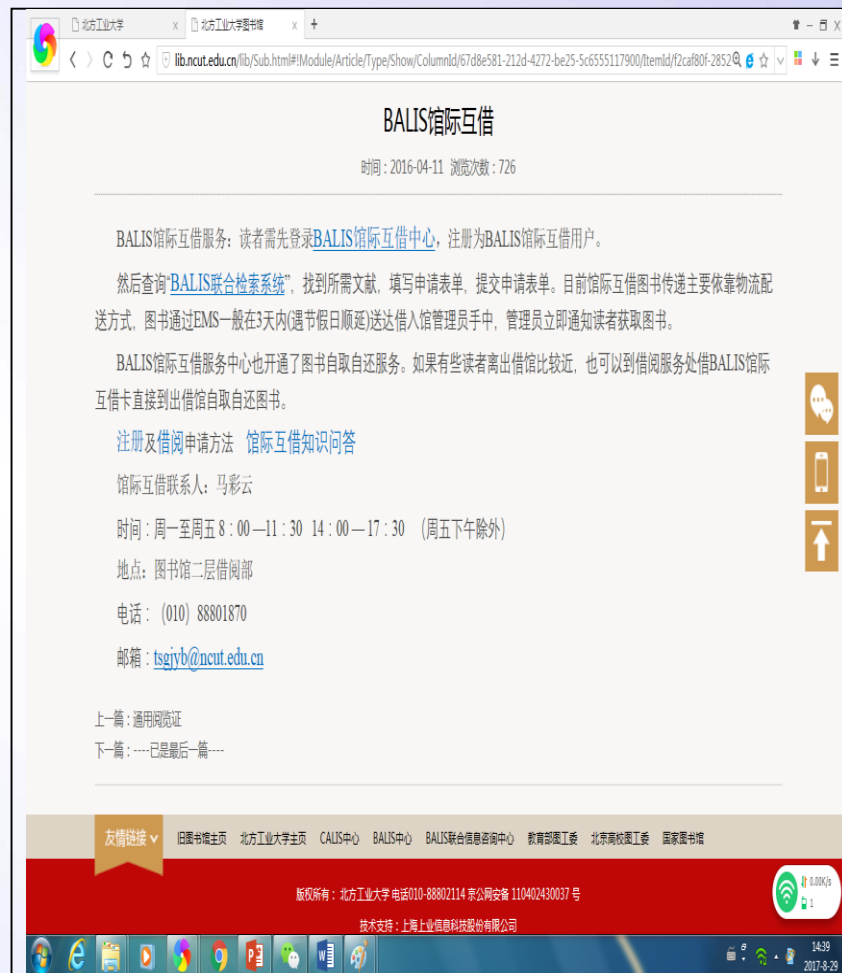 北方工业大学 x 北方工业大学图书馆 x +
lib.ncut.edu.cn/lib/Sub.html#!Module/Article/Type/Show/ColumnId/67d8e581-212d-4272-be25-5c6555117900/ItemId/f2caf80f-2852
BALIS馆际互借
时间：2016-04-11 浏览次数：726
BALIS馆际互借服务：读者需先登录BALIS馆际互借中心，注册为BALIS馆际互借用户。
然后查询“BALIS联合检索系统”，找到所需文献，填写申请表单，提交申请表单。目前馆际互借图书传递主要依靠物流配
送方式，图书通过EMS一般在3天内(遇节假日顺延)送达借入馆管理员手中，管理员立即通知读者获取图书。
BALIS馆际互借服务中心也开通了图书自取自还服务。如果有些读者离出借馆比较近，也可以到借阅服务处借BALIS馆际
互借卡直接到出借馆自取自还图书。
注册及借阅申请方法 馆际互借知识问答
馆际互借联系人：马彩云
时间：周一至周五 8：00—11：30 14：00—17：30 （周五下午除外）
地点：图书馆二层借阅部
电话：（010）88801870
邮箱：tsgjyb@ncut.edu.cn
上一篇：通用阅览证
下一篇：----已是最后一篇----
友情链接 旧图书馆主页 北方工业大学主页 CALIS中心 BALIS中心 BALIS联合信息咨询中心 教育部图工委 北京高校图工委 国家图书馆
版权所有： 北方工业大学 电话010-88802114 京公网安备 110402430037 号
技术支持：上海上业信息科技股份有限公司
0.00K/s
1
14:39
2017-8-29